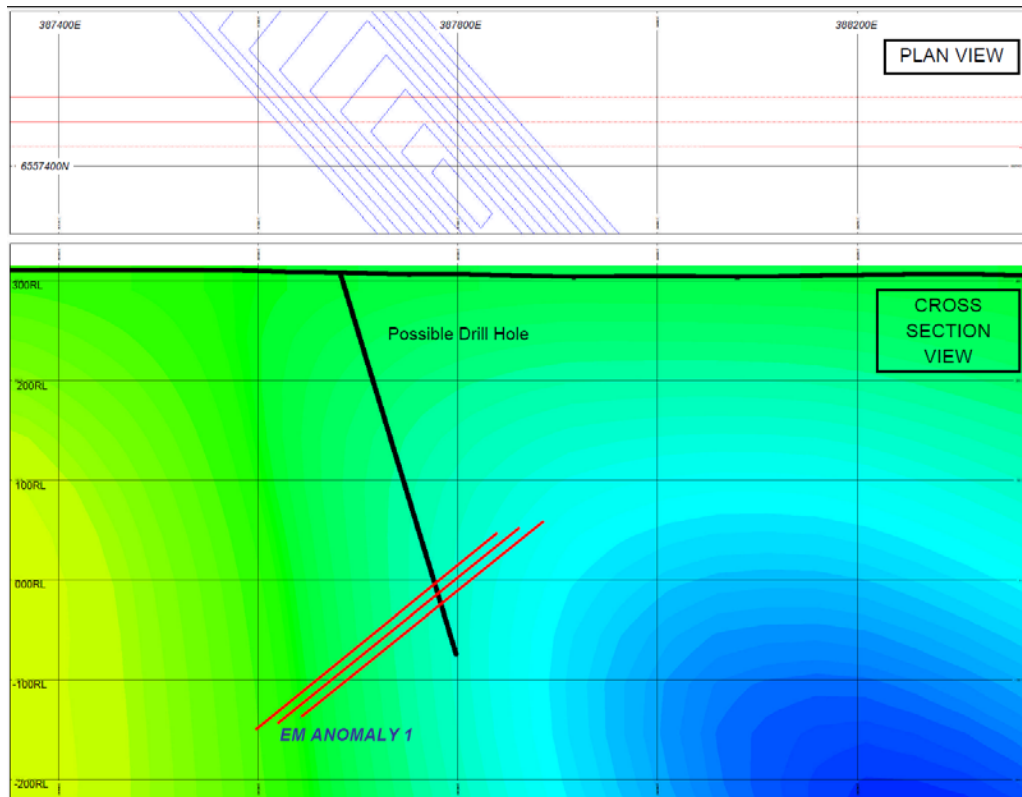 387400E
387800E
388200E
PLAN VIEW
6557400N
300RL
CROSS
SECTION
VIEW
Possible Drill Hole
200RL
100RL
000RL
-100RL
EM ANOMALY 1
-200RL